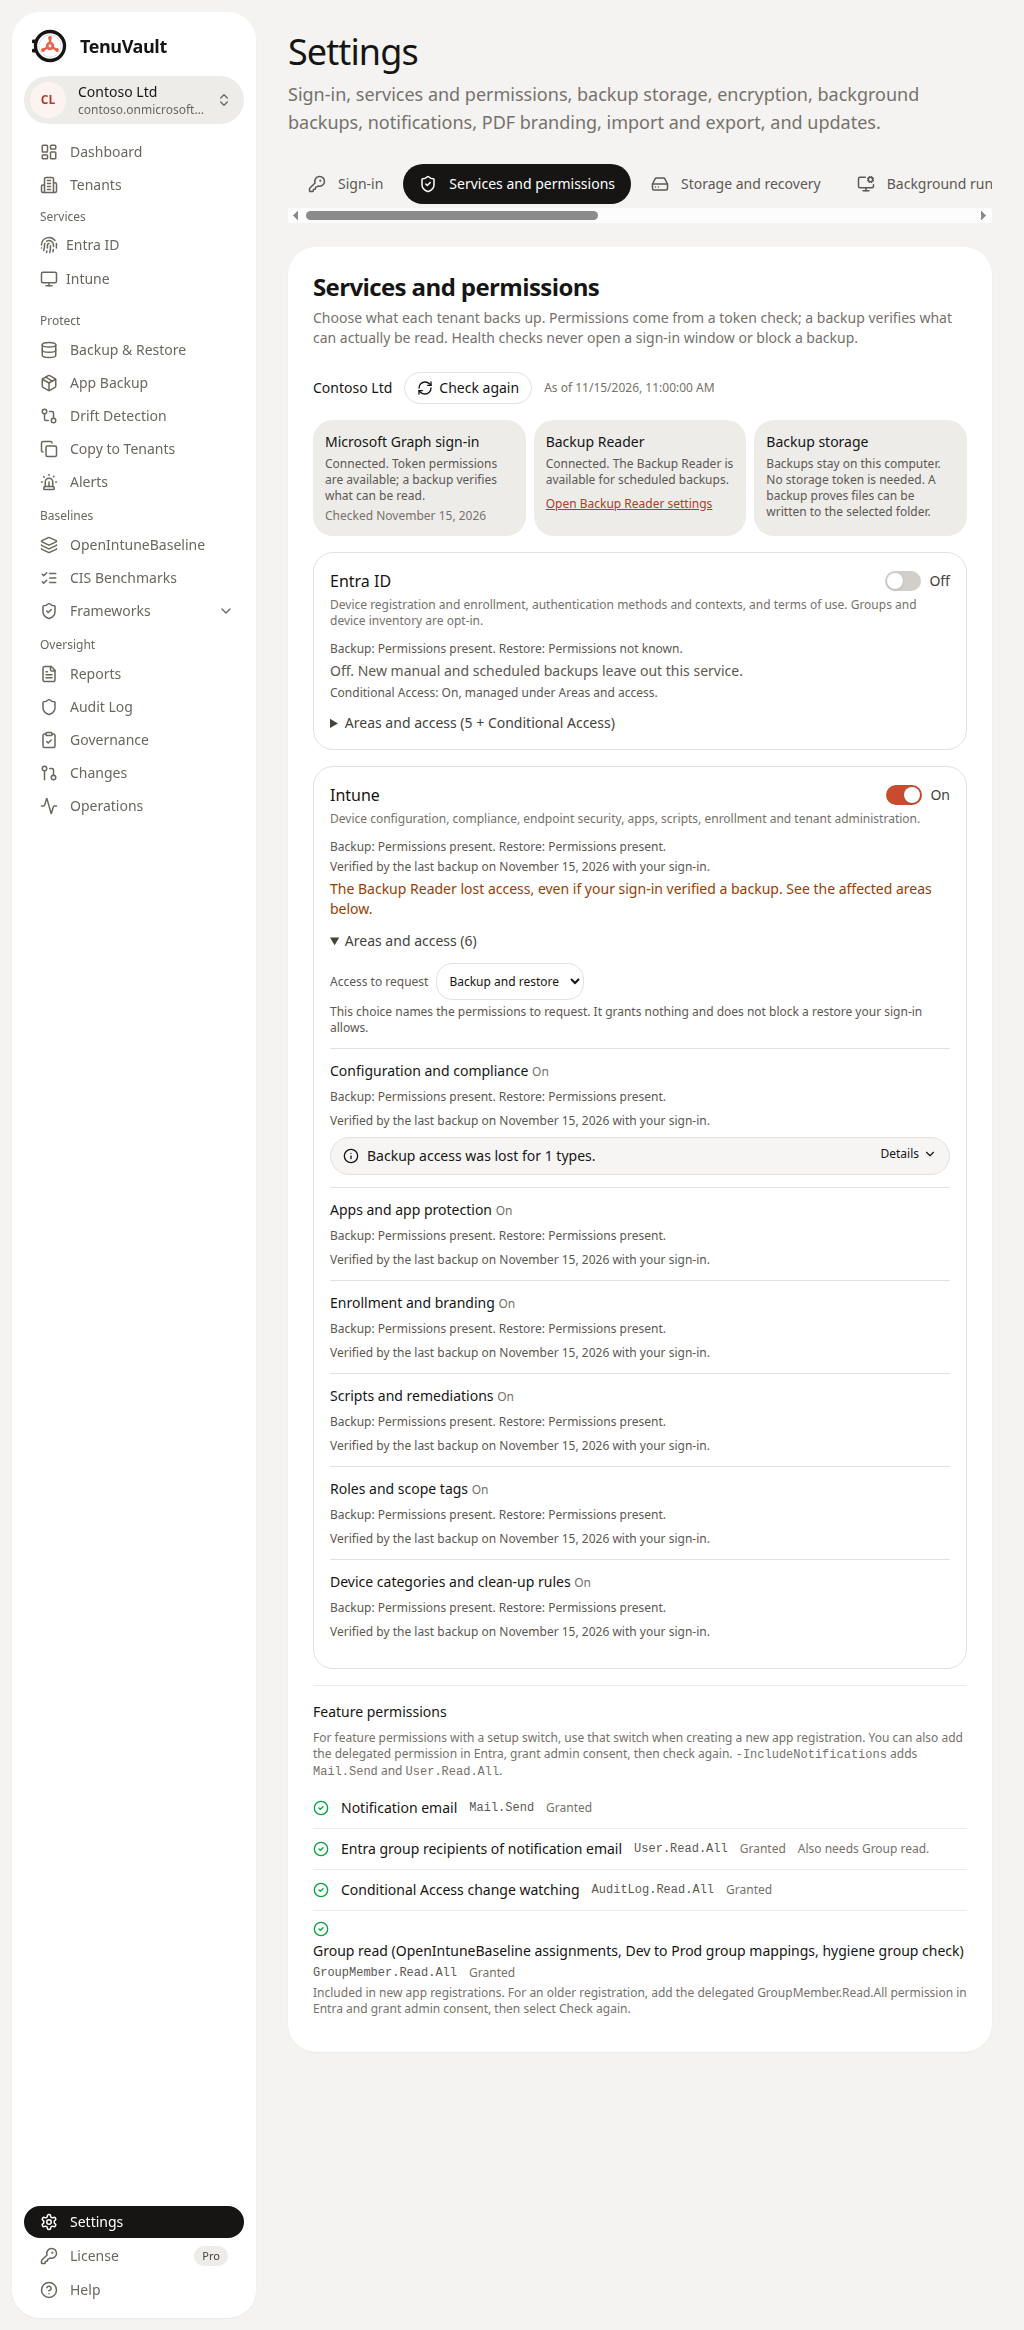 TenuVault
CL
Contoso Ltd
contoso.onmicrosoft...
Dashboard
Tenants
Services
Entra ID
Intune
Protect
Backup & Restore
App Backup
Drift Detection
Copy to Tenants
Alerts
Baselines
OpenIntuneBaseline
CIS Benchmarks
Frameworks
Oversight
Reports
Audit Log
Governance
Changes
Operations
Settings
License
Pro
Help
Settings
Sign-in, services and permissions, backup storage, encryption, background
backups, notifications, PDF branding, import and export, and updates.
Sign-in
Services and permissions
Storage and recovery
Background run
Services and permissions
Choose what each tenant backs up. Permissions come from a token check; a backup verifies what
can actually be read. Health checks never open a sign-in window or block a backup.
Contoso Ltd
Check again
As of 11/15/2026, 11:00:00 AM
Microsoft Graph sign-in
Connected. Token permissions
are available; a backup verifies
what can be read.
Checked November 15, 2026
Backup Reader
Connected. The Backup Reader is
available for scheduled backups.
Open Backup Reader settings
Backup storage
Backups stay on this computer.
No storage token is needed. A
backup proves files can be
written to the selected folder.
Entra ID
Off
Device registration and enrollment, authentication methods and contexts, and terms of use. Groups and
device inventory are opt-in.
Backup: Permissions present. Restore: Permissions not known.
Off. New manual and scheduled backups leave out this service.
Conditional Access: On, managed under Areas and access.
Areas and access (5 + Conditional Access)
Intune
On
Device configuration, compliance, endpoint security, apps, scripts, enrollment and tenant administration.
Backup: Permissions present. Restore: Permissions present.
Verified by the last backup on November 15, 2026 with your sign-in.
The Backup Reader lost access, even if your sign-in verified a backup. See the affected areas
below.
Areas and access (6)
Access to request
Backup and restore
This choice names the permissions to request. It grants nothing and does not block a restore your sign-in
allows.
Configuration and compliance On
Backup: Permissions present. Restore: Permissions present.
Verified by the last backup on November 15, 2026 with your sign-in.
Backup access was lost for 1 types.
Details
Apps and app protection On
Backup: Permissions present. Restore: Permissions present.
Verified by the last backup on November 15, 2026 with your sign-in.
Enrollment and branding On
Backup: Permissions present. Restore: Permissions present.
Verified by the last backup on November 15, 2026 with your sign-in.
Scripts and remediations On
Backup: Permissions present. Restore: Permissions present.
Verified by the last backup on November 15, 2026 with your sign-in.
Roles and scope tags On
Backup: Permissions present. Restore: Permissions present.
Verified by the last backup on November 15, 2026 with your sign-in.
Device categories and clean-up rules On
Backup: Permissions present. Restore: Permissions present.
Verified by the last backup on November 15, 2026 with your sign-in.
Feature permissions
For feature permissions with a setup switch, use that switch when creating a new app registration. You can also add
the delegated permission in Entra, grant admin consent, then check again. -IncludeNotifications adds
Mail.Send and User.Read.All.
Notification email Mail.Send Granted
Entra group recipients of notification email User.Read.All Granted Also needs Group read.
Conditional Access change watching AuditLog.Read.All Granted
Group read (OpenIntuneBaseline assignments, Dev to Prod group mappings, hygiene group check)
GroupMember.Read.All Granted
Included in new app registrations. For an older registration, add the delegated GroupMember.Read.All permission in
Entra and grant admin consent, then select Check again.